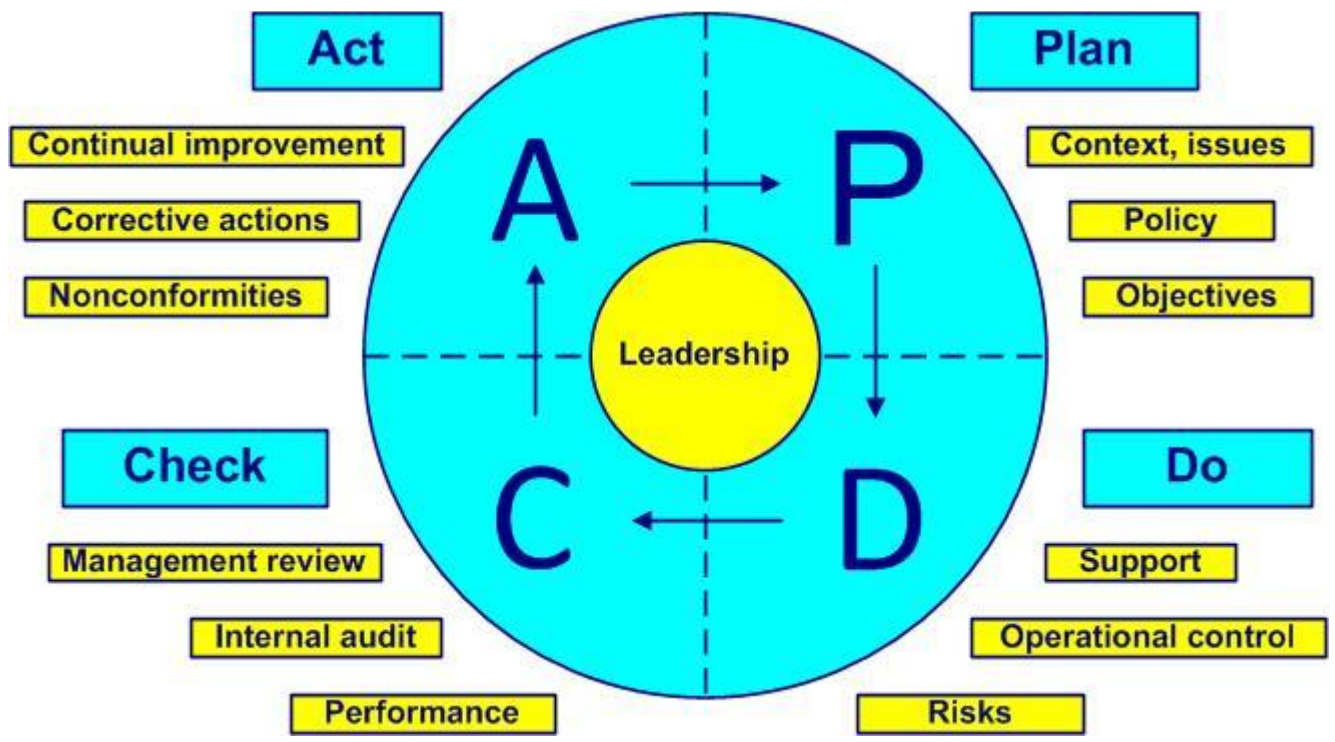 Act
Plan
Continual improvement
Corrective actions
Nonconformities
A
P
Context, issues
Policy
Objectives
Leadership
Check
C
D
Do
Management review
Internal audit
Performance
Support
Operational control
Risks